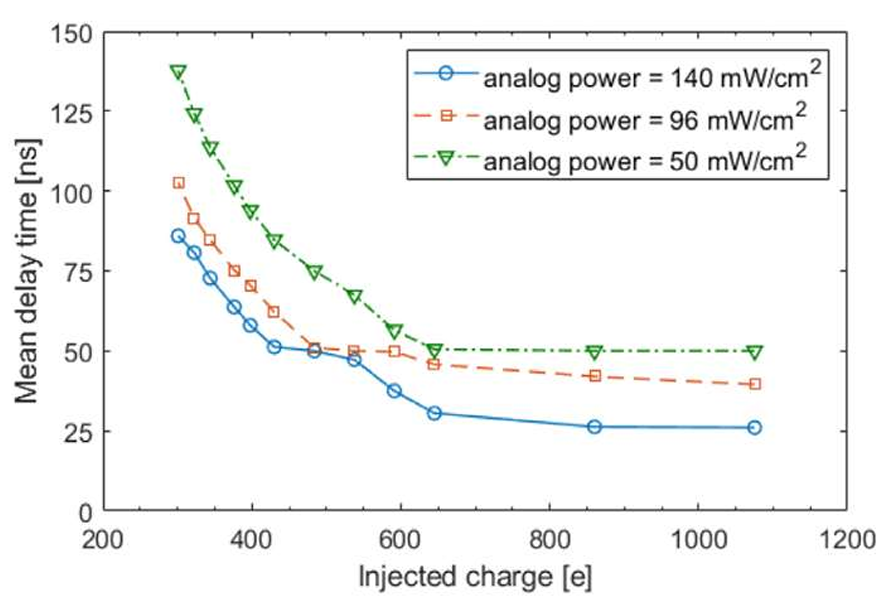 150
125
100
75
50
25
0
Mean delay time [ns]
analog power = 140 mW/cm²
analog power = 96 mW/cm²
analog power = 50 mW/cm²
200 400 600 800 1000 1200
Injected charge [e]